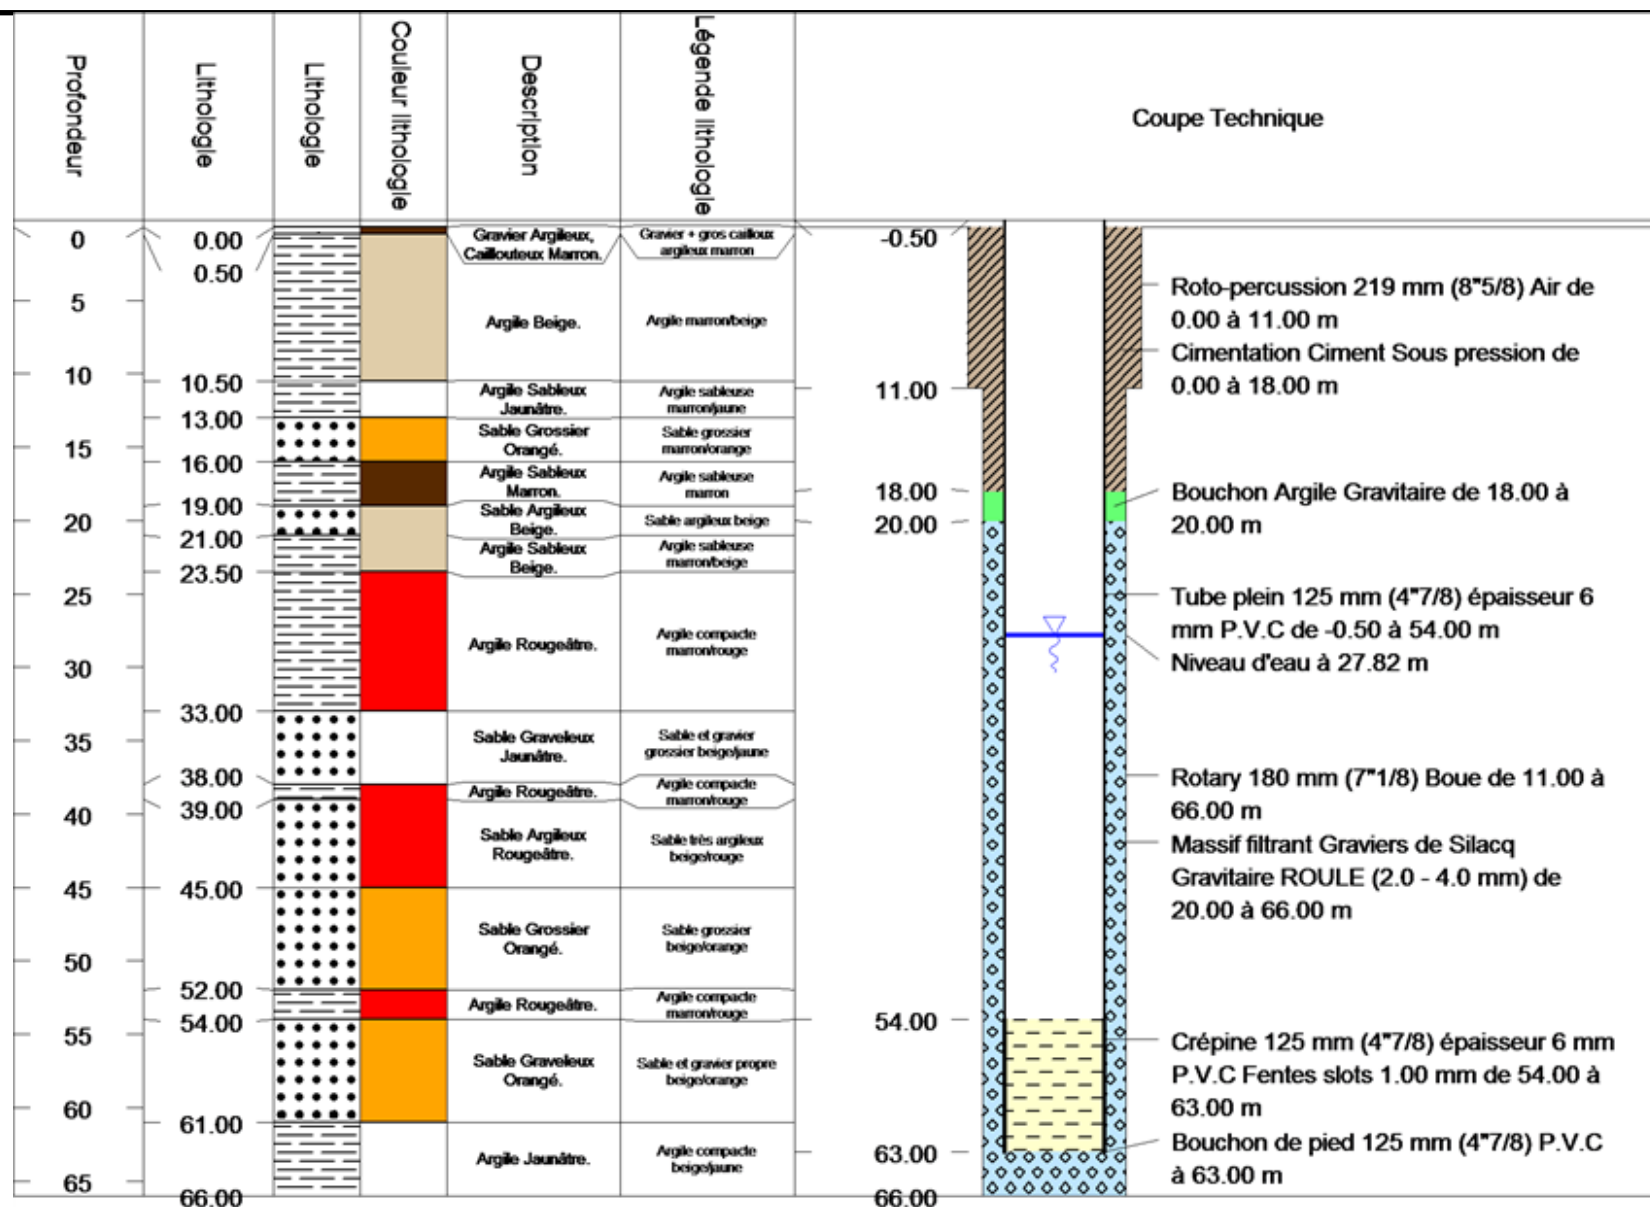 Profondeur
Lithologie
Lithologie
Couleur lithologie
Description
Légende lithologie
Coupe Technique
0
5
10
15
20
25
30
35
40
45
50
55
60
65
0.00
0.50
10.50
13.00
16.00
19.00
21.00
23.50
33.00
38.00
39.00
45.00
52.00
54.00
61.00
66.00
Gravier Argileux,
Caillouteux Marron.
Argile Beige.
Argile Sableux
Jaunâtre.
Sable Grossier
Orangé.
Argile Sableux
Marron.
Sable Argileux
Beige.
Argile Sableux
Beige.
Argile Rougeâtre.
Sable Graveleux
Jaunâtre.
Argile Rougeâtre.
Sable Argileux
Rougeâtre.
Sable Grossier
Orangé.
Argile Rougeâtre.
Sable Graveleux
Orangé.
Argile Jaunâtre.
Gravier + gros cailloux
argileux marron
Argile marron/beige
Argile sableuse
marron/jaune
Sable grossier
marron/orange
Argile sableuse
marron
Sable argileux beige
Argile sableuse
marron/beige
Argile compacte
marron/rouge
Sable et gravier
grossier beige/jaune
Argile compacte
marron/rouge
Sable très argileux
beige/rouge
Sable grossier
beige/orange
Argile compacte
marron/rouge
Sable et gravier propre
beige/orange
Argile compacte
beige/jaune
-0.50
11.00
18.00
20.00
54.00
63.00
66.00
Roto-percussion 219 mm (8"5/8) Air de
0.00 à 11.00 m
Cimentation Ciment Sous pression de
0.00 à 18.00 m
Bouchon Argile Gravitaire de 18.00 à
20.00 m
Tube plein 125 mm (4"7/8) épaisseur 6
mm P.V.C de -0.50 à 54.00 m
Niveau d'eau à 27.82 m
Rotary 180 mm (7"1/8) Boue de 11.00 à
66.00 m
Massif filtrant Graviers de Silacq
Gravitaire ROULE (2.0 - 4.0 mm) de
20.00 à 66.00 m
Crépine 125 mm (4"7/8) épaisseur 6 mm
P.V.C Fentes slots 1.00 mm de 54.00 à
63.00 m
Bouchon de pied 125 mm (4"7/8) P.V.C
à 63.00 m